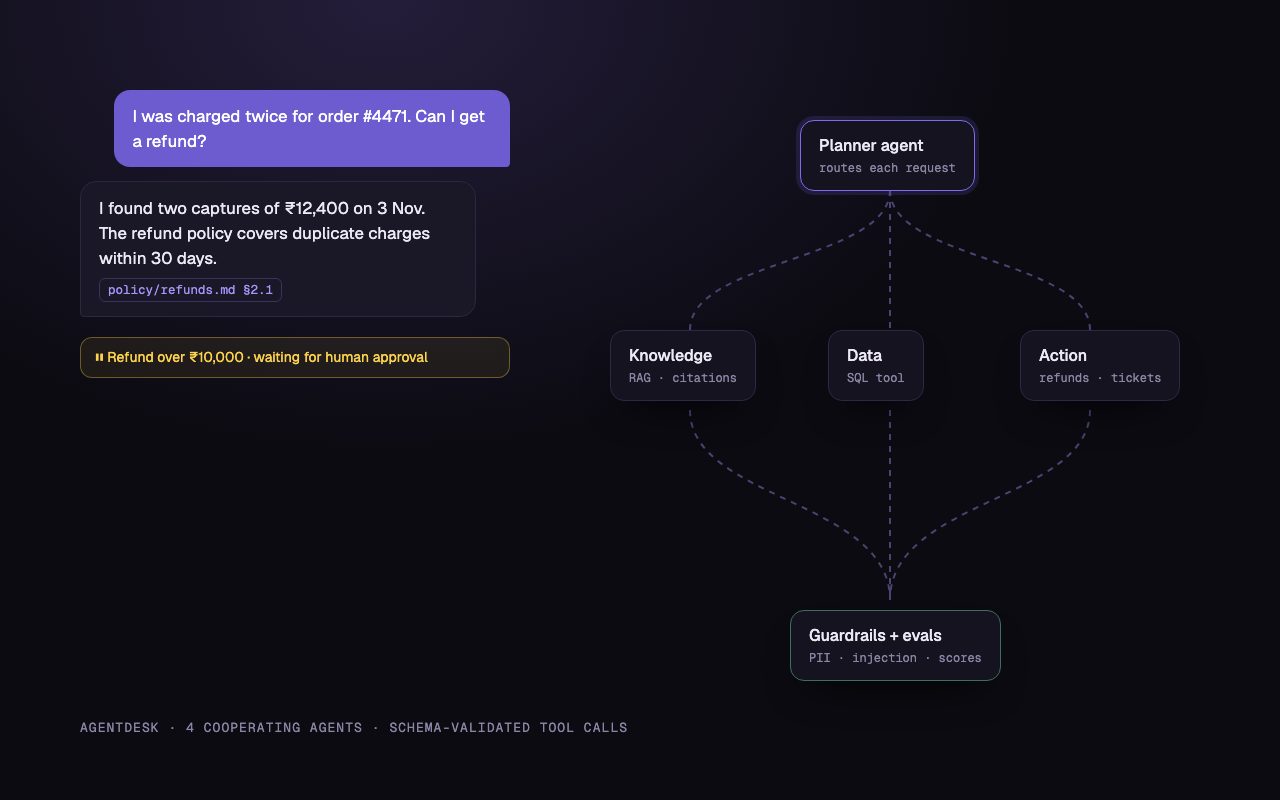 I was charged twice for order #4471. Can I get
a refund?
I found two captures of ₹12,400 on 3 Nov.
The refund policy covers duplicate charges
within 30 days.
policy/refunds.md §2.1
Refund over ₹10,000 · waiting for human approval
Planner agent
routes each request
Knowledge
RAG · citations
Data
SQL tool
Action
refunds · tickets
Guardrails + evals
PII · injection · scores
AGENTDESK · 4 COOPERATING AGENTS · SCHEMA-VALIDATED TOOL CALLS